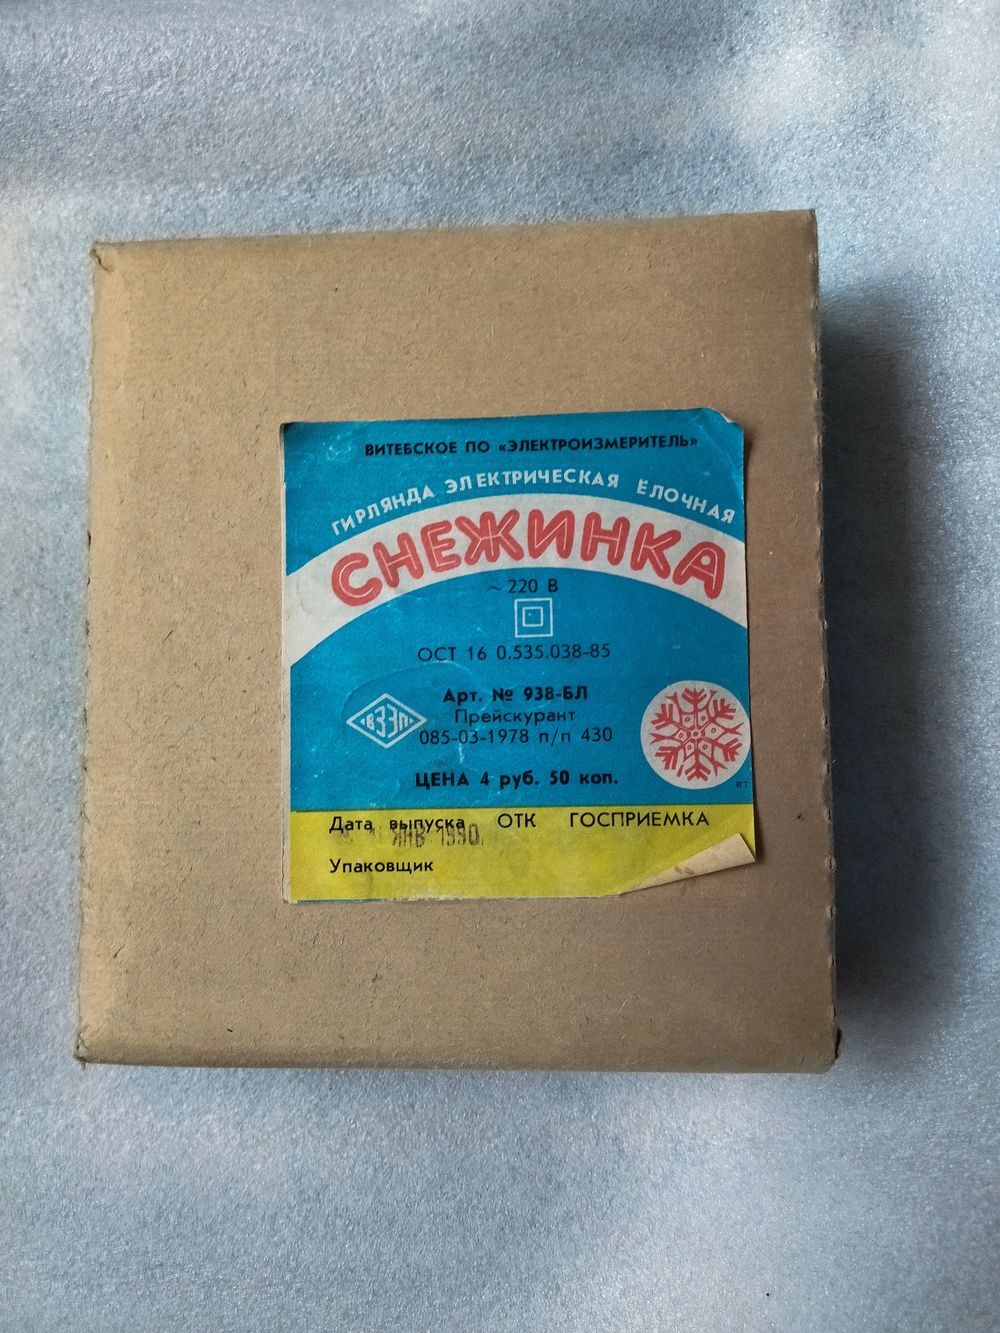 ВИТЕБСКОЕ ПО «ЭЛЕКТРОИЗМЕРИТЕЛЬ»
ГИРЛЯНДА ЭЛЕКТРИЧЕСКАЯ ЕЛОЧНАЯ
СНЕЖИНКА
~ 220 В
ОСТ 16 0.535.038-85
Арт. № 938-БЛ
ВЗЭП
Прейскурант
085-03-1978 п/п 430
ЦЕНА 4 руб. 50 коп.
ВТ
Дата выпуска ОТК ГОСПРИЕМКА
ЯНВ 1990
Упаковщик